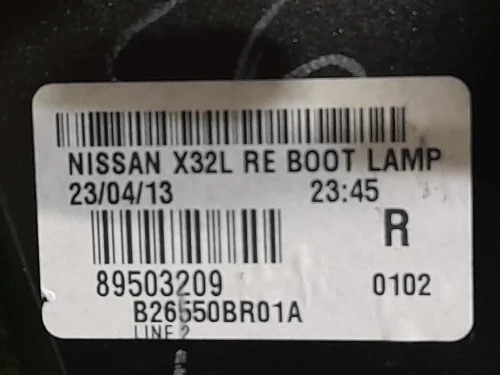 NISSAN X32L RE BOOT LAMP
23/04/13 23:45
R
89503209 0102
B26550BR01A
LINE 2